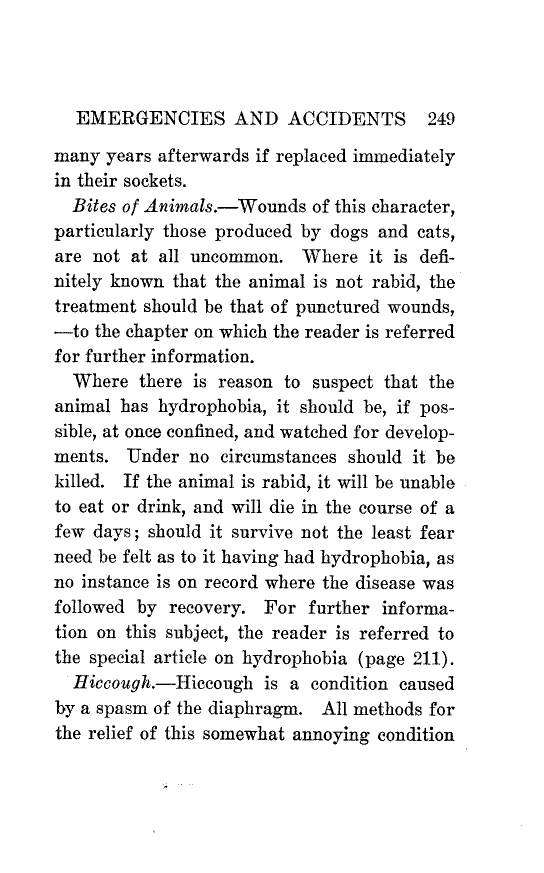 EMERGENCIES AND ACCIDENTS 249
many years afterwards if replaced immediately
in their sockets.
Bites of Animals.—Wounds of this character,
particularly those produced by dogs and cats,
are not at all uncommon. Where it is defi-
nitely known that the animal is not rabid, the
treatment should be that of punctured wounds,
—to the chapter on which the reader is referred
for further information.
Where there is reason to suspect that the
animal has hydrophobia, it should be, if pos-
sible, at once confined, and watched for develop-
ments. Under no circumstances should it be
killed. If the animal is rabid, it will be unable
to eat or drink, and will die in the course of a
few days; should it survive not the least fear
need be felt as to it having had hydrophobia, as
no instance is on record where the disease was
followed by recovery. For further informa-
tion on this subject, the reader is referred to
the special article on hydrophobia (page 211).
Hiccough.—Hiccough is a condition caused
by a spasm of the diaphragm. All methods for
the relief of this somewhat annoying condition